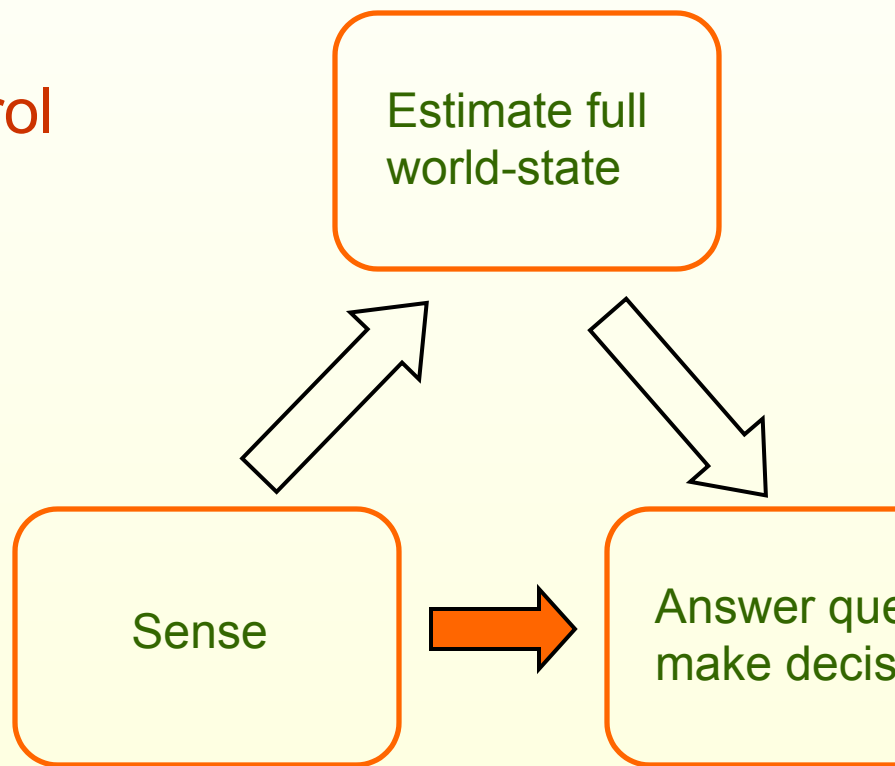 rol
Estimate full
world-state
Sense
Answer que
make decis